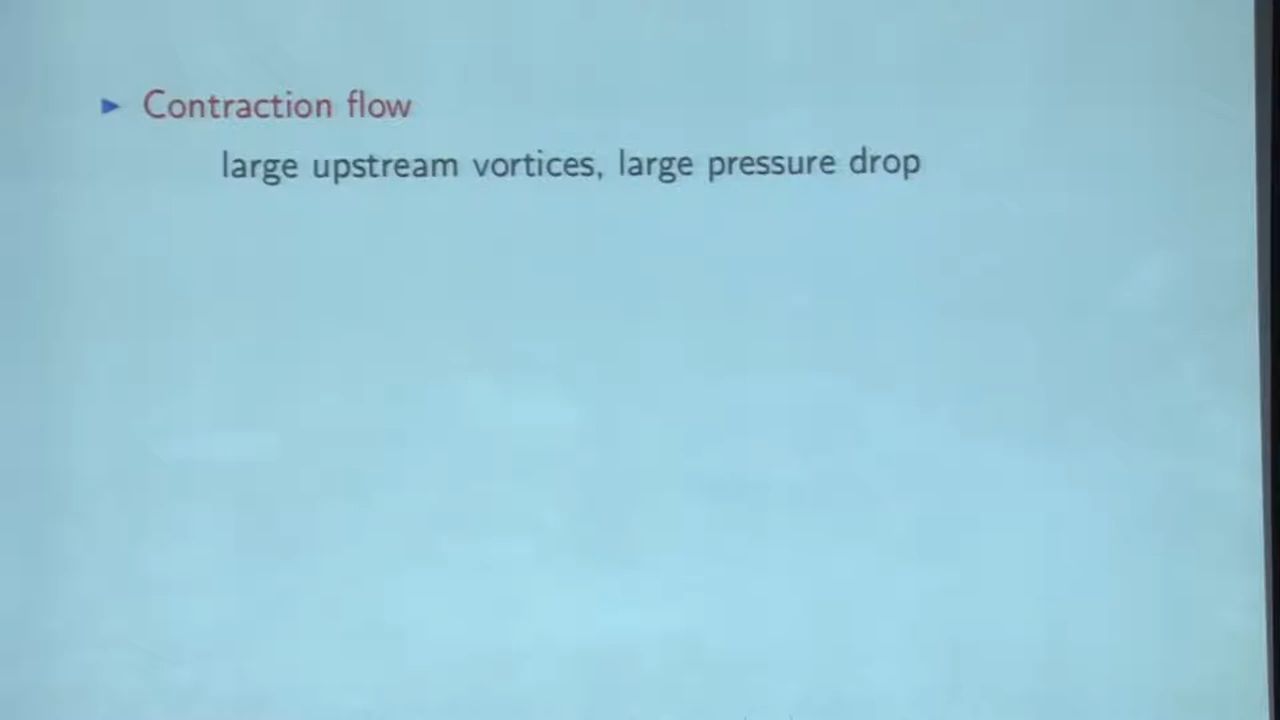 ► Contraction flow
large upstream vortices, large pressure drop